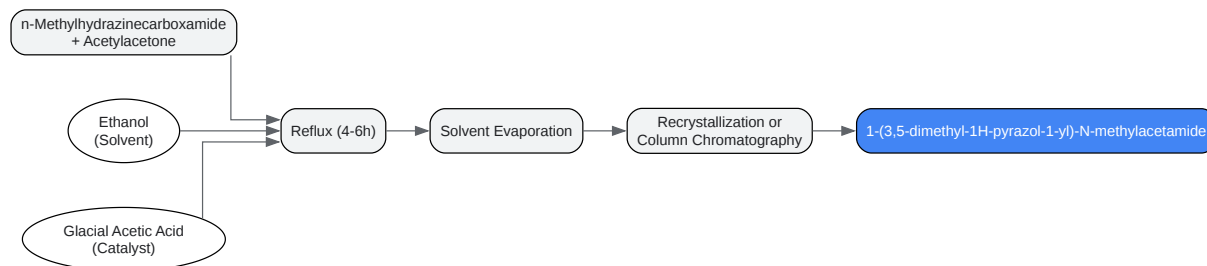 n-Methylhydrazinecarboxamide
+ Acetylacetone
Ethanol
(Solvent)
Glacial Acetic Acid
(Catalyst)
Reflux (4-6h)
Solvent Evaporation
Recrystallization or
Column Chromatography
1-(3,5-dimethyl-1H-pyrazol-1-yl)-N-methylacetamide